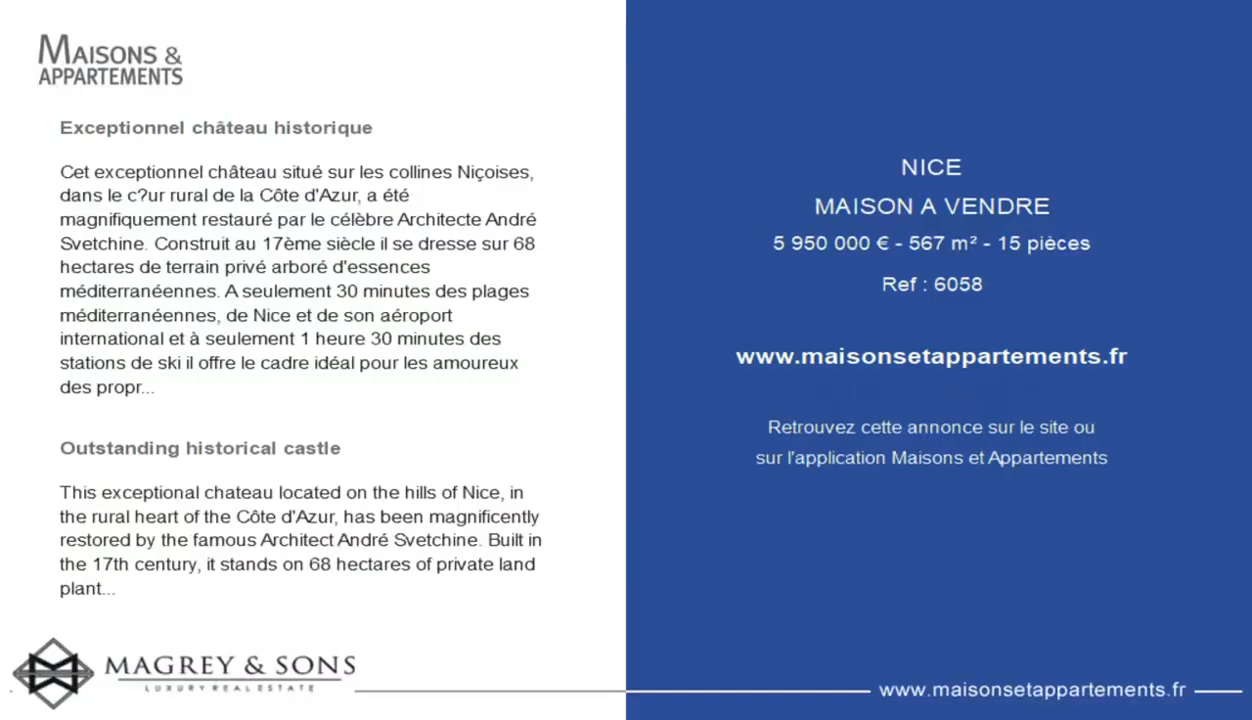 MAISONS &
APPARTEMENTS
Exceptionnel château historique
Cet exceptionnel château situé sur les collines Niçoises,
dans le c?ur rural de la Côte d'Azur, a été
magnifiquement restauré par le célèbre Architecte André
Svetchine. Construit au 17ème siècle il se dresse sur 68
hectares de terrain privé arboré d'essences
méditerranéennes. A seulement 30 minutes des plages
méditerranéennes, de Nice et de son aéroport
international et à seulement 1 heure 30 minutes des
stations de ski il offre le cadre idéal pour les amoureux
des propr...
Outstanding historical castle
This exceptional chateau located on the hills of Nice, in
the rural heart of the Côte d'Azur, has been magnificently
restored by the famous Architect André Svetchine. Built in
the 17th century, it stands on 68 hectares of private land
plant...
MAGREY & SONS
LUXURY REAL ESTATE
NICE
MAISON A VENDRE
5 950 000 € - 567 m² - 15 pièces
Ref : 6058
www.maisonsetappartements.fr
Retrouvez cette annonce sur le site ou
sur l'application Maisons et Appartements
www.maisonsetappartements.fr